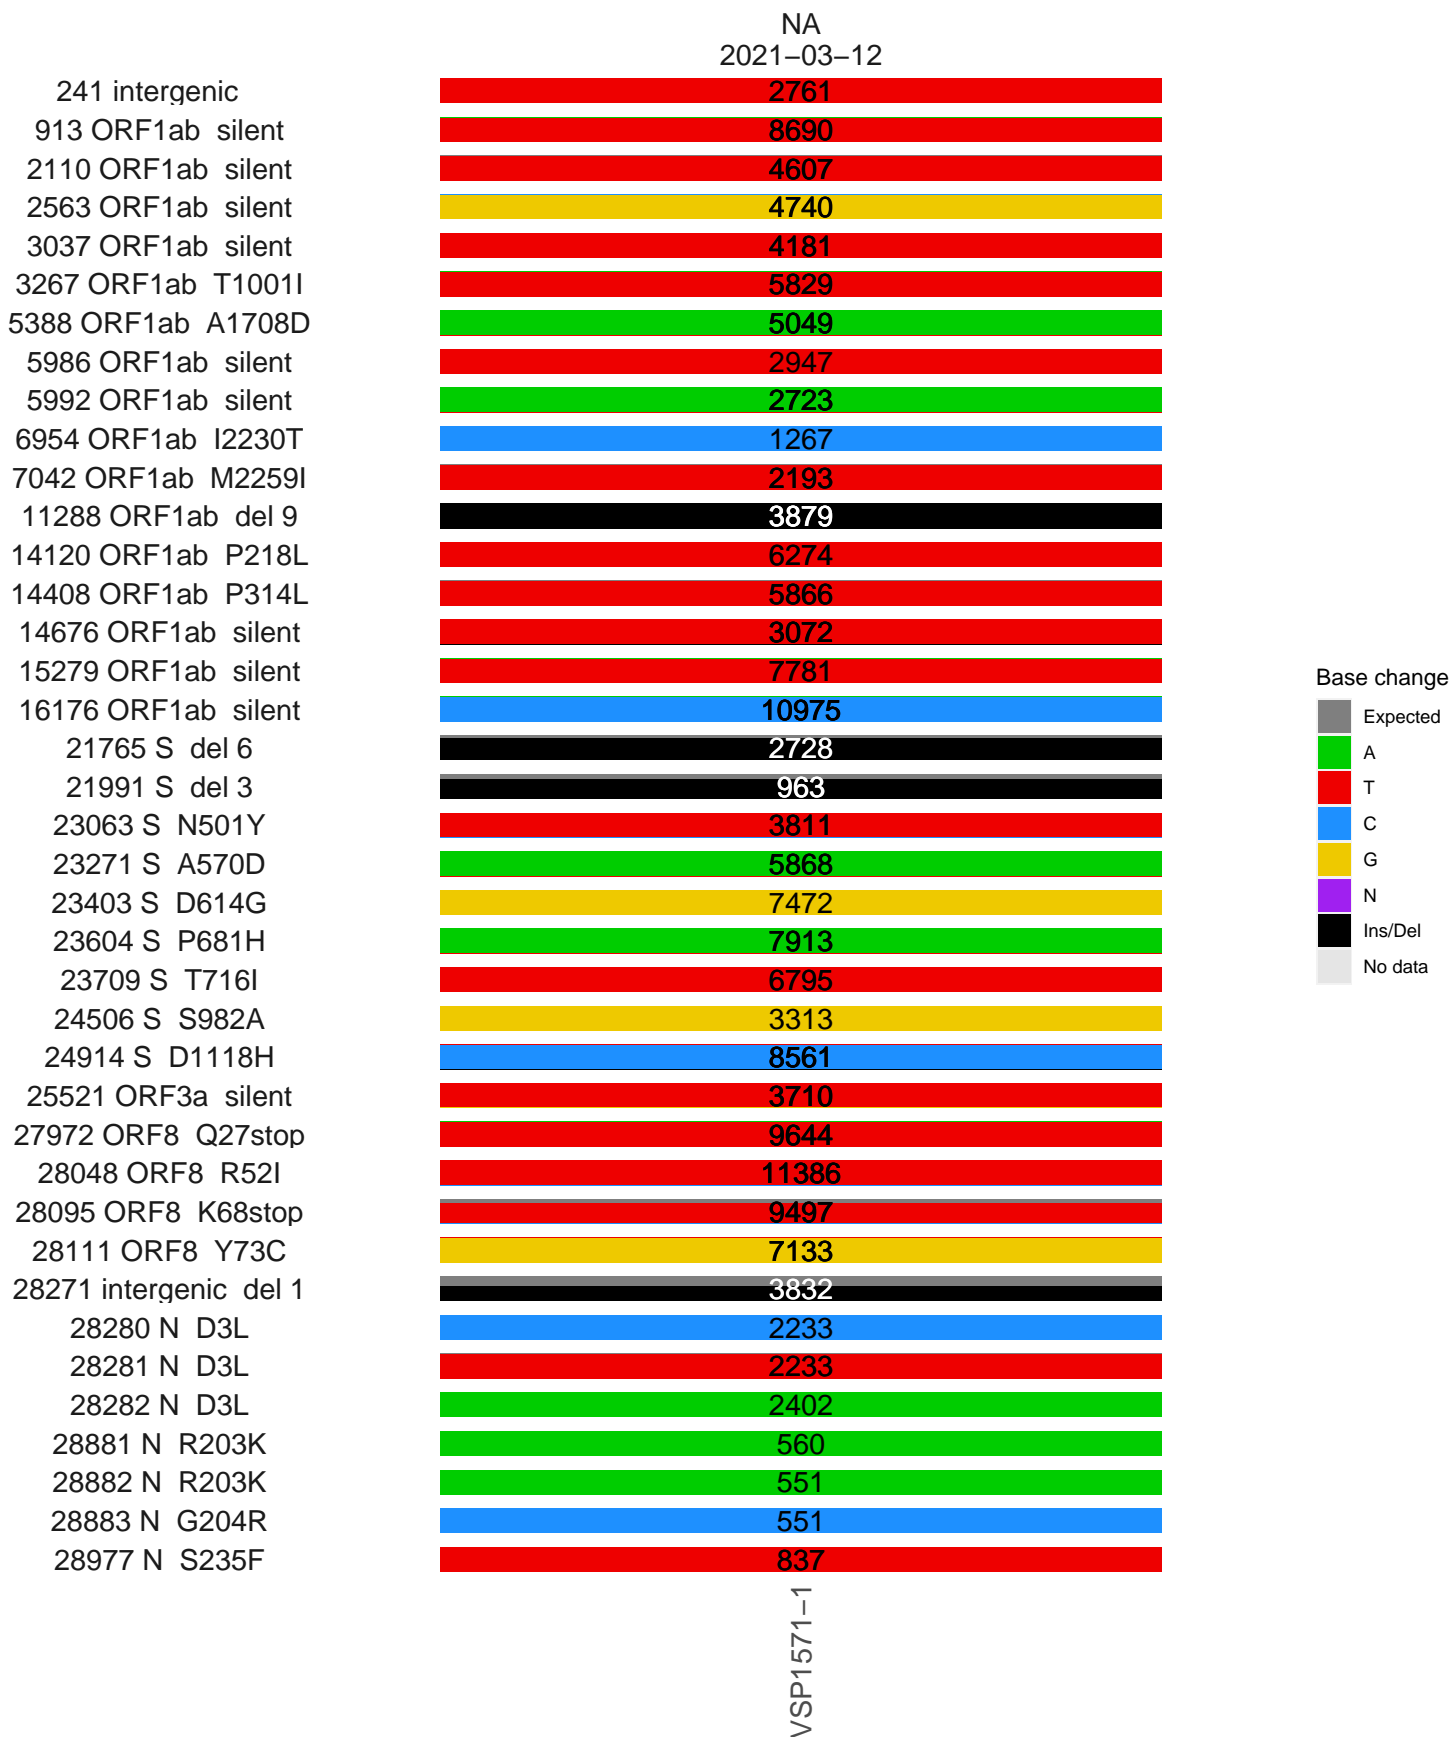 NA
2021−03−12
241 intergenic 2761
913 ORF1ab silent 8690
2110 ORF1ab silent 4607
2563 ORF1ab silent 4740
3037 ORF1ab silent 4181
3267 ORF1ab T1001I 5829
5388 ORF1ab A1708D 5049
5986 ORF1ab silent 2947
5992 ORF1ab silent 2723
6954 ORF1ab I2230T 1267
7042 ORF1ab M2259I 2193
11288 ORF1ab del 9 3879
14120 ORF1ab P218L 6274
14408 ORF1ab P314L 5866
14676 ORF1ab silent 3072
15279 ORF1ab silent 7781
16176 ORF1ab silent 10975
21765 S del 6 2728
21991 S del 3 963
23063 S N501Y 3811
23271 S A570D 5868
23403 S D614G 7472
23604 S P681H 7913
23709 S T716I 6795
24506 S S982A 3313
24914 S D1118H 8561
25521 ORF3a silent 3710
27972 ORF8 Q27stop 9644
28048 ORF8 R52I 11386
28095 ORF8 K68stop 9497
28111 ORF8 Y73C 7133
28271 intergenic del 1 3832
28280 N D3L 2233
28281 N D3L 2233
28282 N D3L 2402
28881 N R203K 560
28882 N R203K 551
28883 N G204R 551
28977 N S235F 837
VSP1571−1
Base change
Expected
A
T
C
G
N
Ins/Del
No data